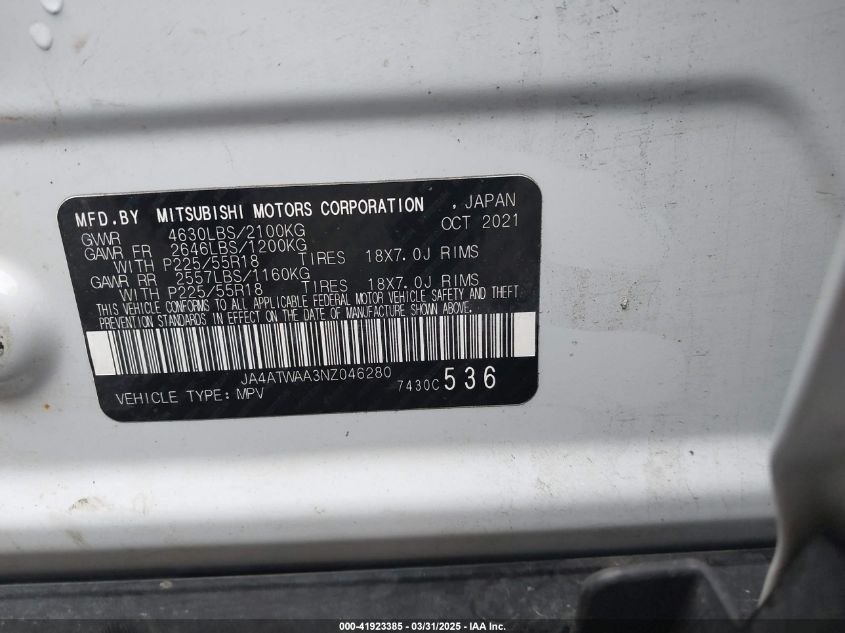 MFD.BY MITSUBISHI MOTORS CORPORATION , JAPAN
GVWR 4630LBS/2100KG OCT 2021
GAWR FR 2646LBS/1200KG
WITH P225/55R18 TIRES 18X7.0J RIMS
GAWR RR 2557LBS/1160KG
WITH P225/55R18 TIRES 18X7.0J RIMS
THIS VEHICLE CONFORMS TO ALL APPLICABLE FEDERAL MOTOR VEHICLE SAFETY AND THEFT
PREVENTION STANDARDS IN EFFECT ON THE DATE OF MANUFACTURE SHOWN ABOVE.
JA4ATWAA3NZ046280
VEHICLE TYPE: MPV 7430C 536
000-41923385 - 03/31/2025 - © IAA Inc.